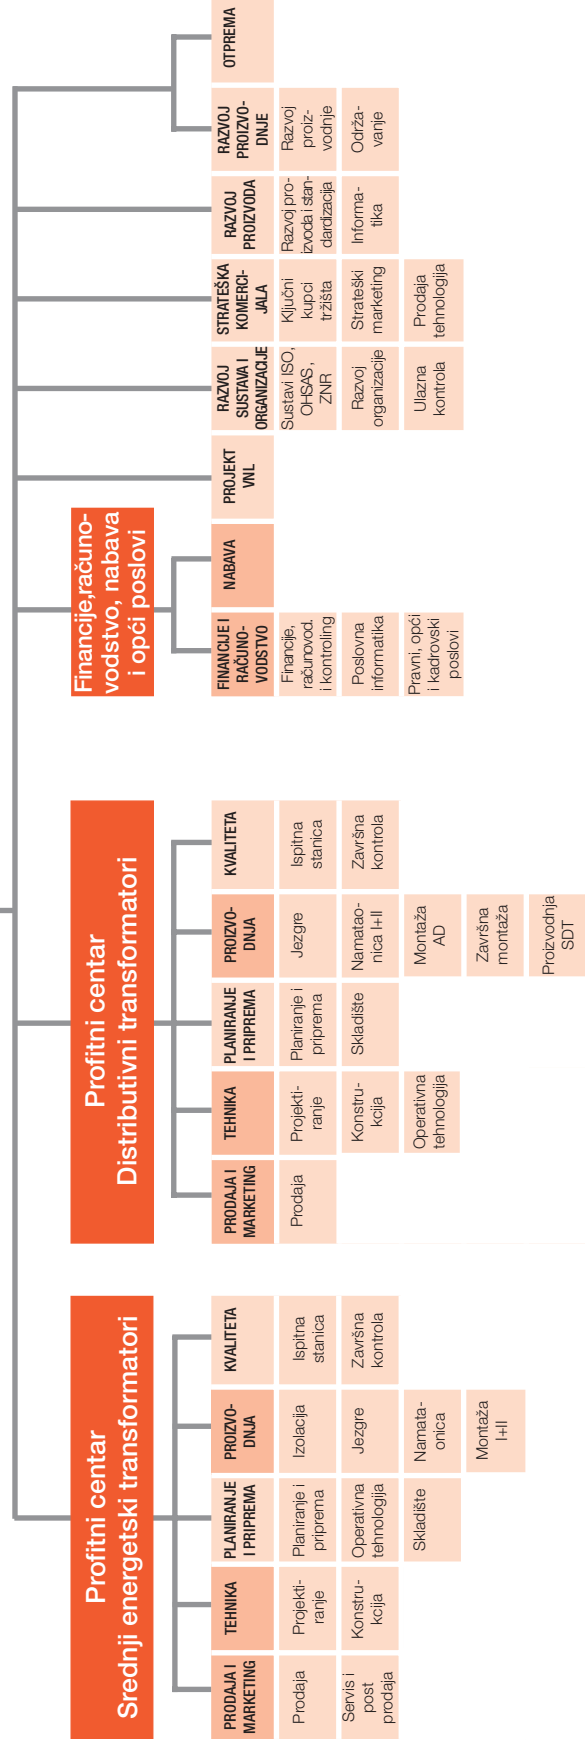 Profitni centar
Srednji energetski transformatori
PRODAJA I
MARKETING
Prodaja
Servis i
post
prodaja
TEHNIKA
Projekti-
ranje
Konstru-
kcija
PLANIRANJE
I PRIPREMA
Planiranje i
priprema
Operativna
tehnologija
Skladište
PROIZVO-
DNJA
Izolacija
Jezgre
Namata-
onica
Montaža
I+II
KVALITETA
Ispitna
stanica
Završna
kontrola
Profitni centar
Distributivni transformatori
PRODAJA I
MARKETING
Prodaja
TEHNIKA
Projekti-
ranje
Konstru-
kcija
Operativna
tehnologija
PLANIRANJE
I PRIPREMA
Planiranje i
priprema
Skladište
PROIZVO-
DNJA
Jezgre
Namatao-
nica I+II
Montaža
AD
Završna
montaža
Proizvodnja
SDT
KVALITETA
Ispitna
stanica
Završna
kontrola
Financije,računo-
vodstvo, nabava
i opći poslovi
FINANCIJE I
RAČUNO-
VODSTVO
Financije,
računovod.
i kontroling
Poslovna
informatika
Pravni, opći
i kadrovski
poslovi
NABAVA
PROJEKT
VNL
RAZVOJ
SUSTAVA I
ORGANIZACIJE
Sustavi ISO,
OHSAS ,
ZNR
Razvoj
organizacije
Ulazna
kontrola
STRATEŠKA
KOMERCI-
JALA
Ključni
kupci
tržišta
Strateški
marketing
Prodaja
tehnologija
RAZVOJ
PROIZVODA
Razvoj pro-
izvoda i stan-
dardizacija
Informa-
tika
RAZVOJ
PROIZVO-
DNJE
Razvoj
proiz-
vodnje
Održa-
vanje
OTPREMA